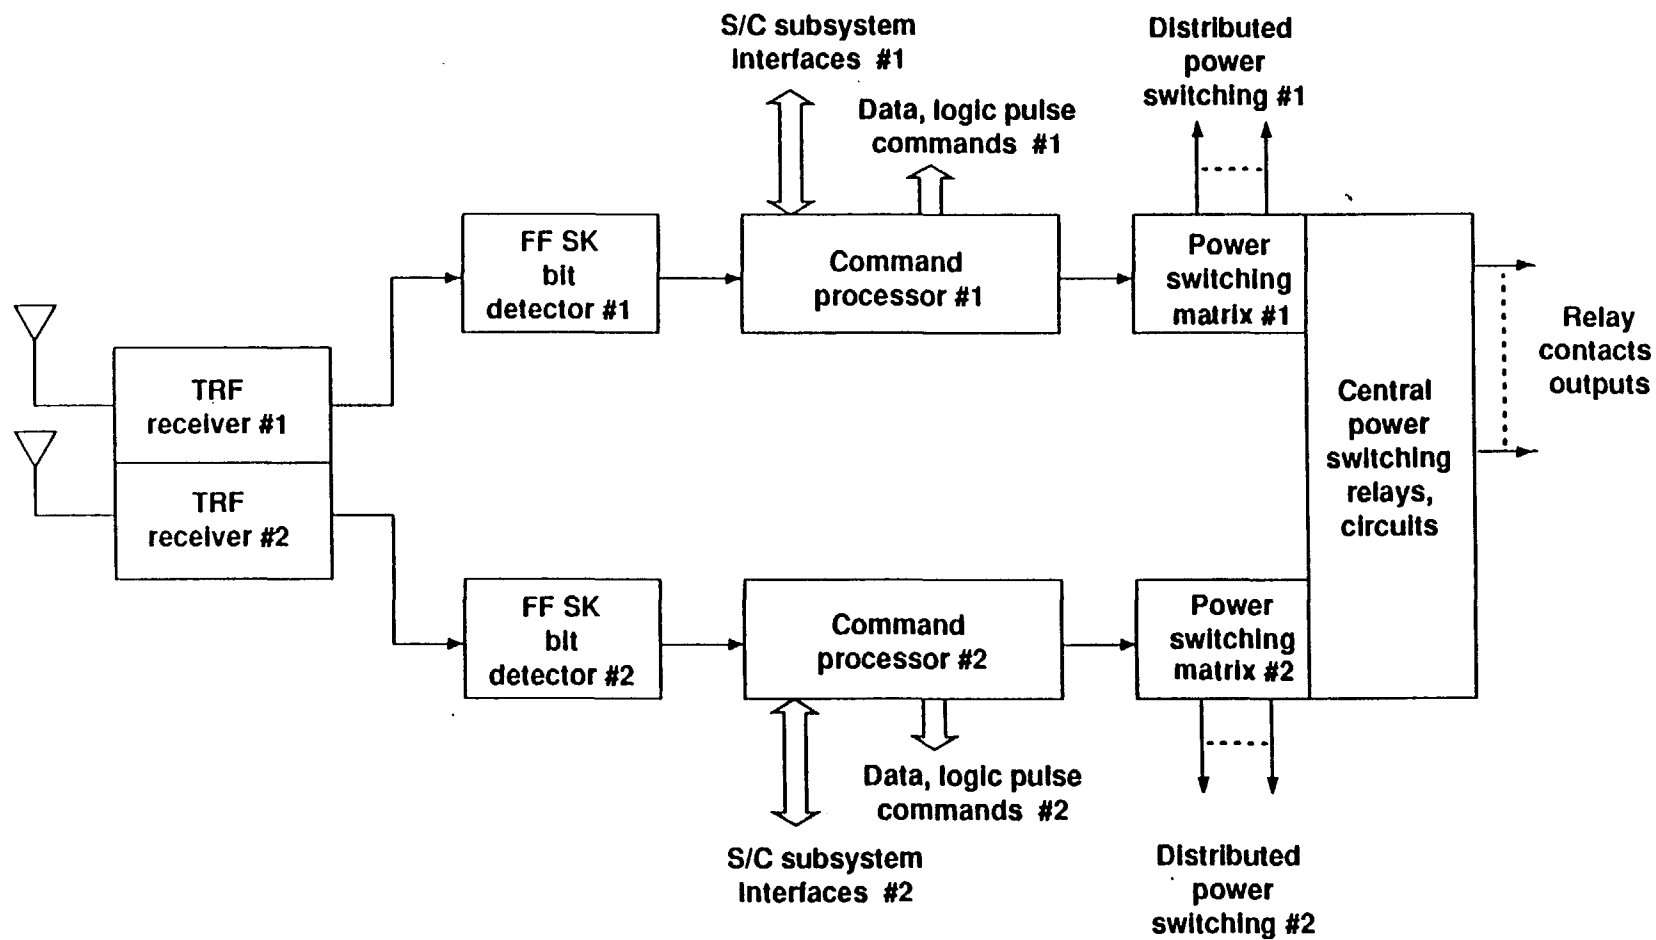 S/C subsystem
Interfaces #1
Distributed
power
switching #1
Data, logic pulse
commands #1
FF SK
bit
detector #1
Command
processor #1
Power
switching
matrix #1
Relay
contacts
outputs
TRF
receiver #1
Central
power
switching
relays,
circuits
TRF
receiver #2
FF SK
bit
detector #2
Command
processor #2
Power
switching
matrix #2
Data, logic pulse
commands #2
S/C subsystem
Interfaces #2
Distributed
power
switching #2